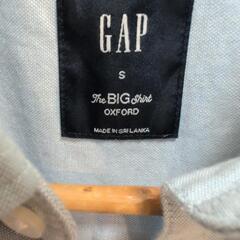 GAP
S
The BIG Shirt
OXFORD
MADE IN SRI LANKA